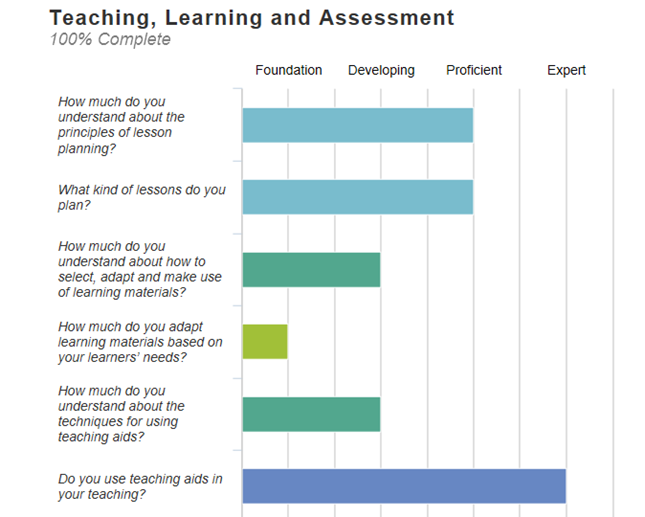 Teaching, Learning and Assessment
100% Complete
Foundation Developing Proficient Expert
How much do you
understand about the
principles of lesson
planning?
What kind of lessons do you
plan?
How much do you
understand about how to
select, adapt and make use
of learning materials?
How much do you adapt
learning materials based on
your learners' needs?
How much do you
understand about the
techniques for using
teaching aids?
Do you use teaching aids in
your teaching?